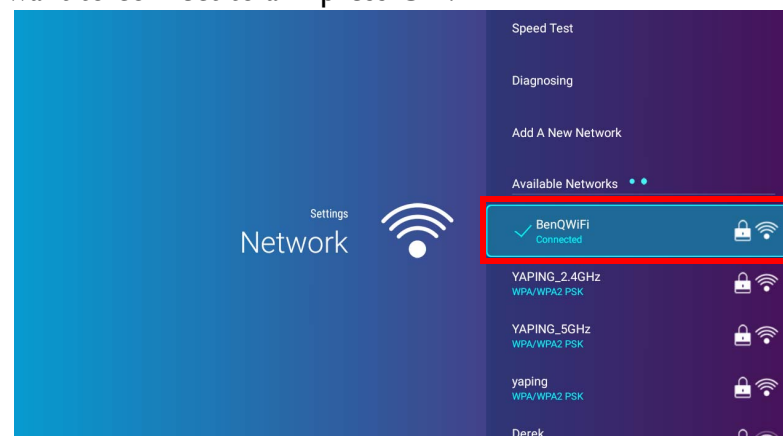 Settings
Network
Speed Test
Diagnosing
Add A New Network
Available Networks
BenQWiFi
Connected
YAPING_2.4GHz
WPA/WPA2 PSK
YAPING_5GHz
WPA/WPA2 PSK
yaping
WPA/WPA2 PSK
Derek